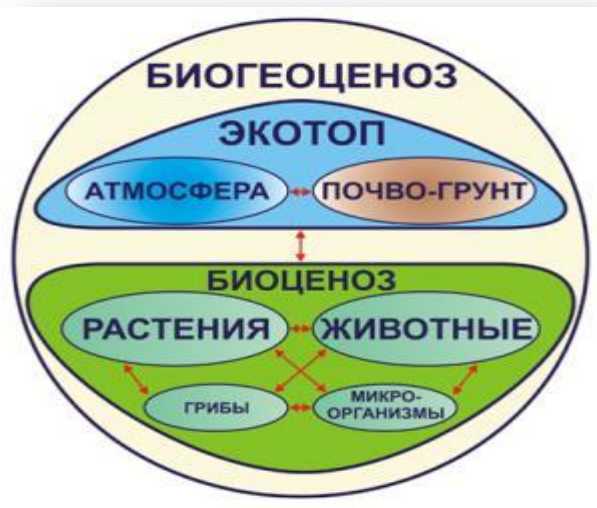 БИОГЕОЦЕНОЗ
ЭКОТОП
АТМОСФЕРА
ПОЧВО-ГРУНТ
БИОЦЕНОЗ
РАСТЕНИЯ
ЖИВОТНЫЕ
ГРИБЫ
МИКРО-
ОРГАНИЗМЫ